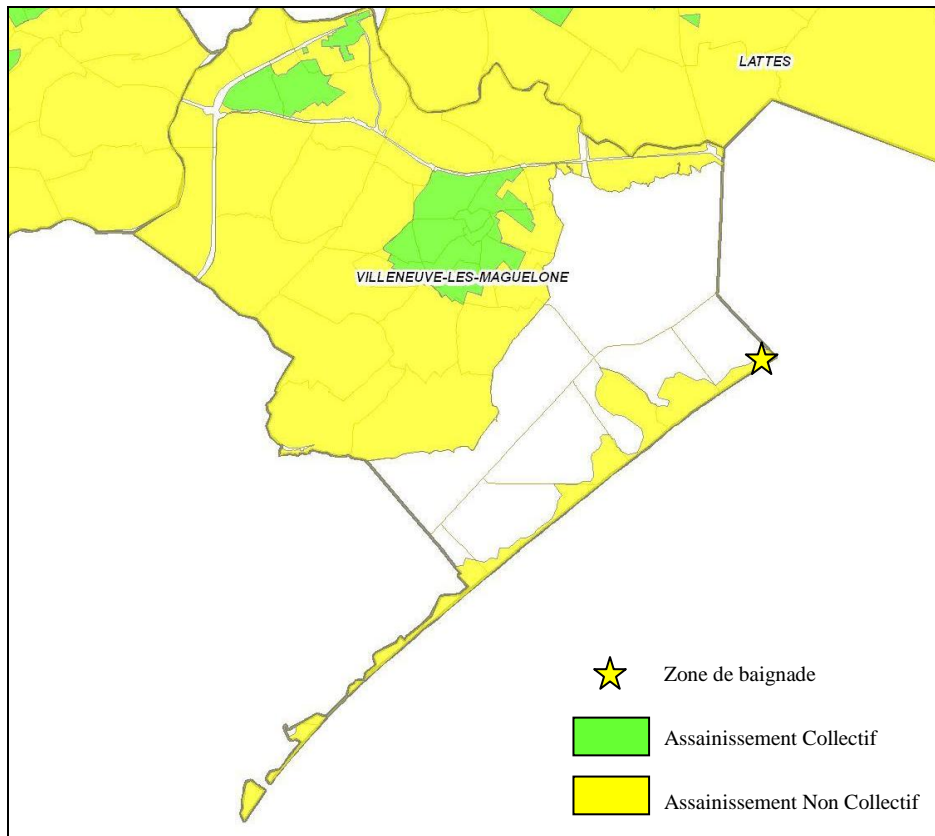 LATTES
VILLENEUVE-LES-MAGUELONE
Zone de baignade
Assainissement Collectif
Assainissement Non Collectif